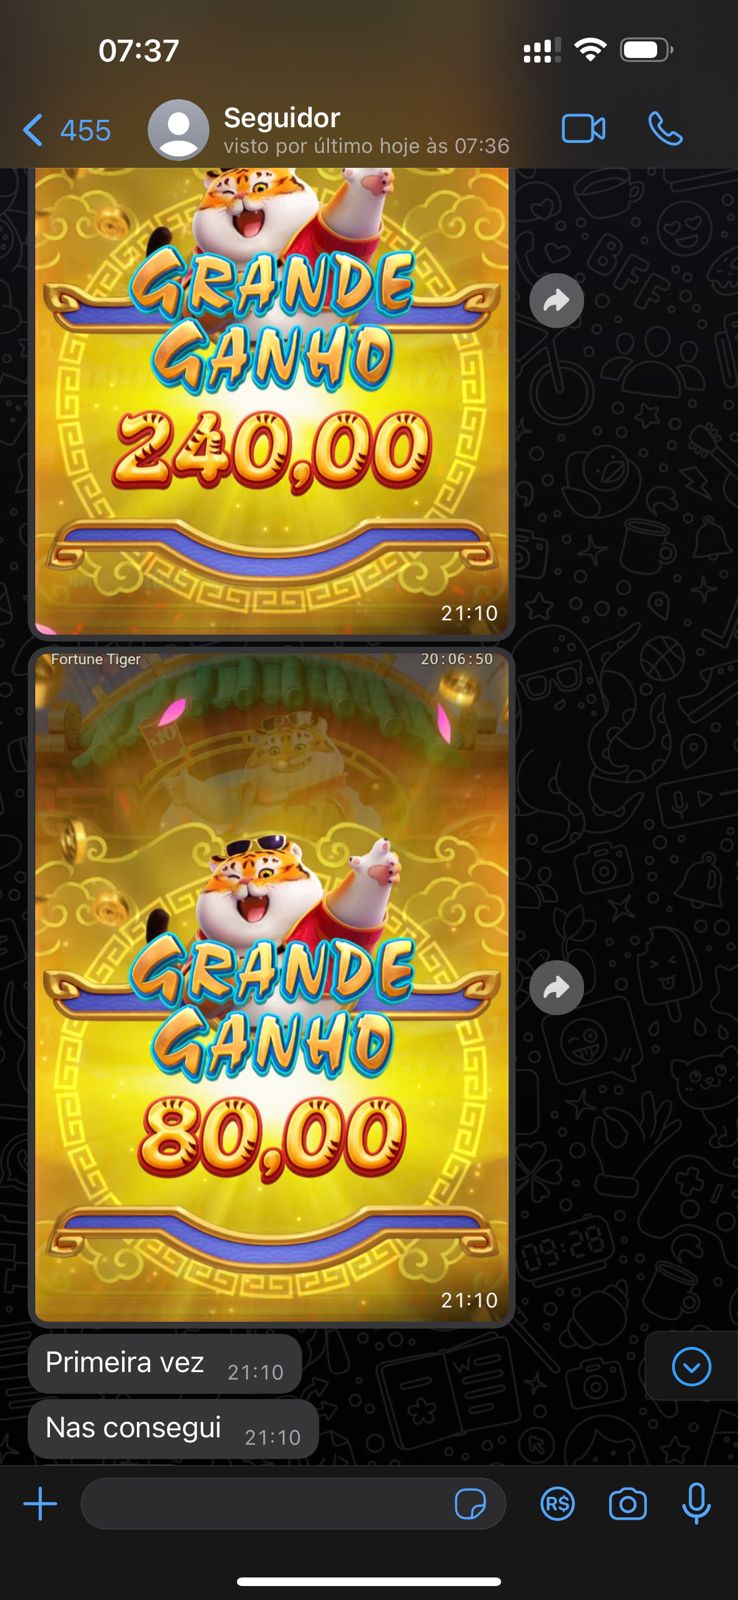 07:37
455
Seguidor
visto por último hoje às 07:36
GRANDE
GANHO
240,00
21:10
Fortune Tiger 20:06:50
GRANDE
GANHO
80,00
21:10
Primeira vez 21:10
Nas consegui 21:10
R$